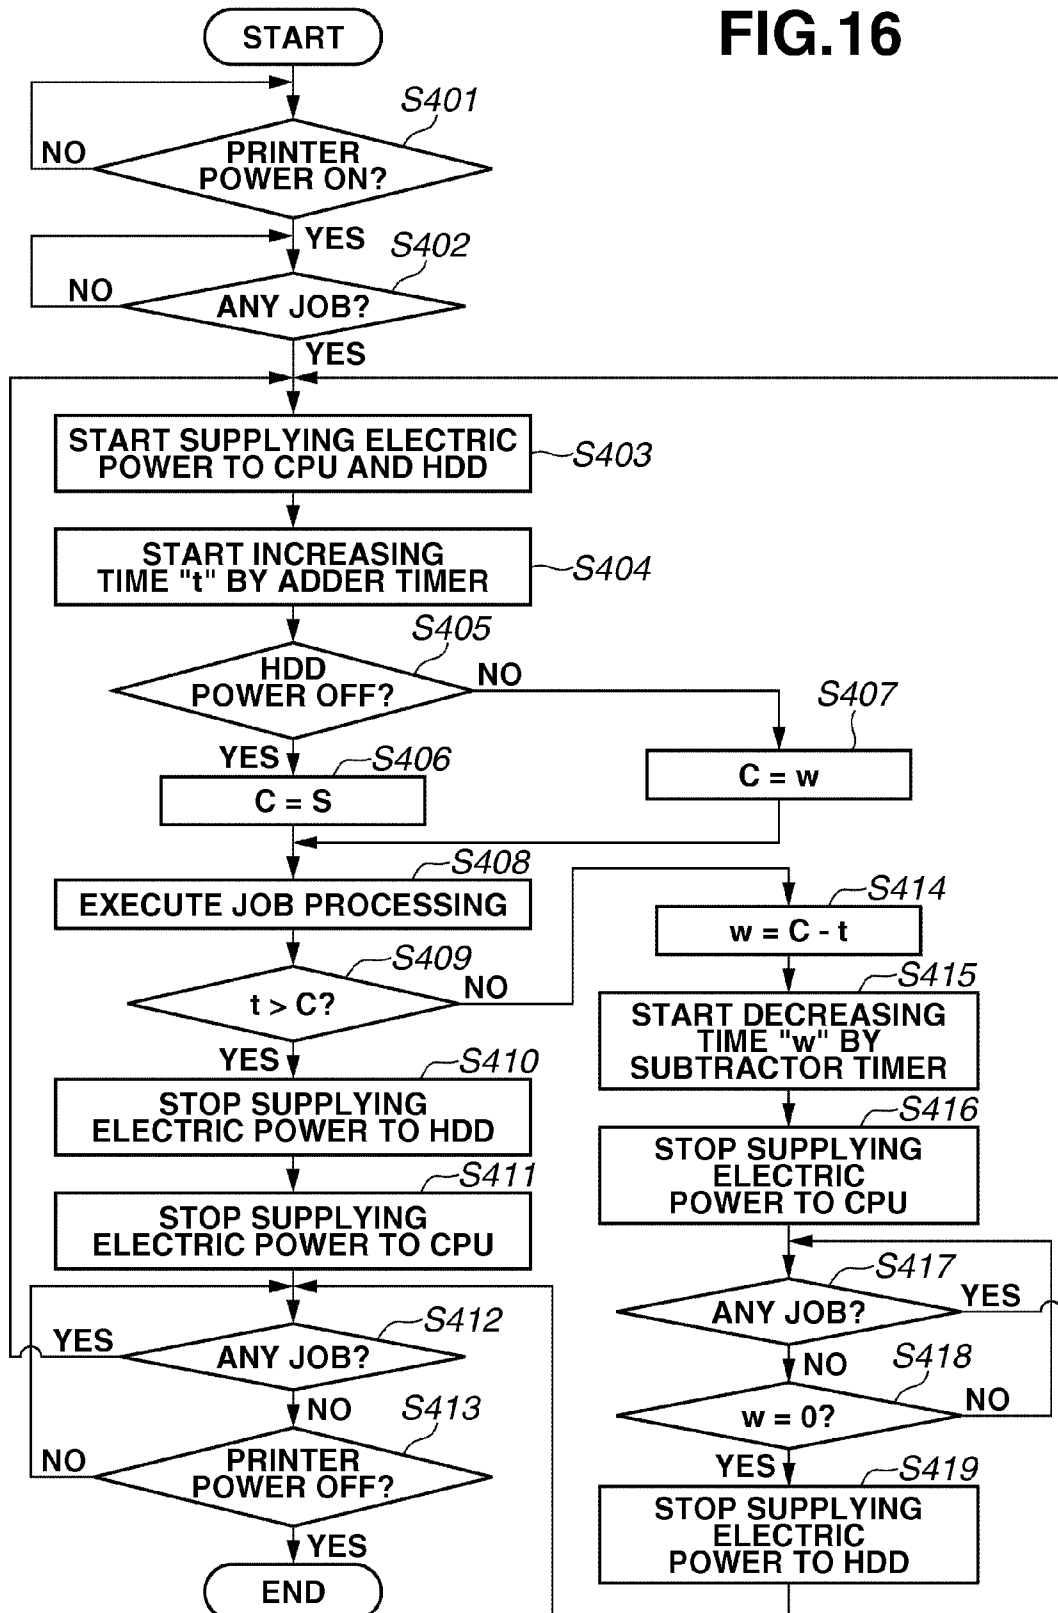 FIG.16
START
S401
PRINTER
POWER ON?
NO
YES
S402
ANY JOB?
NO
YES
START SUPPLYING ELECTRIC
POWER TO CPU AND HDD
S403
START INCREASING
TIME "t" BY ADDER TIMER
S404
S405
HDD
POWER OFF?
NO
YES
S406
C = S
S407
C = w
S408
EXECUTE JOB PROCESSING
S409
t > C?
NO
YES
S410
STOP SUPPLYING
ELECTRIC POWER TO HDD
S411
STOP SUPPLYING
ELECTRIC POWER TO CPU
S412
ANY JOB?
YES
NO
S413
PRINTER
POWER OFF?
NO
YES
END
S414
w = C - t
S415
START DECREASING
TIME "w" BY
SUBTRACTOR TIMER
S416
STOP SUPPLYING
ELECTRIC
POWER TO CPU
S417
ANY JOB?
YES
NO
S418
w = 0?
NO
YES
S419
STOP SUPPLYING
ELECTRIC
POWER TO HDD